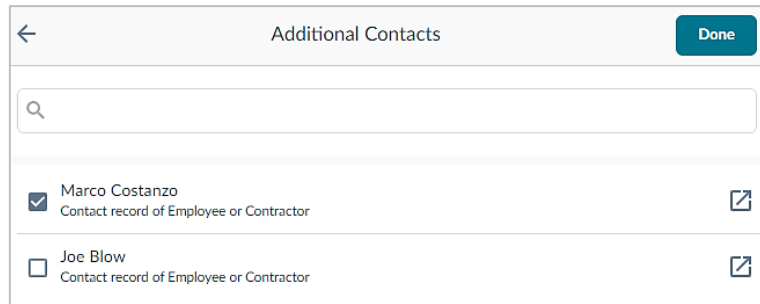 Additional Contacts
Done
Marco Costanzo
Contact record of Employee or Contractor
Joe Blow
Contact record of Employee or Contractor